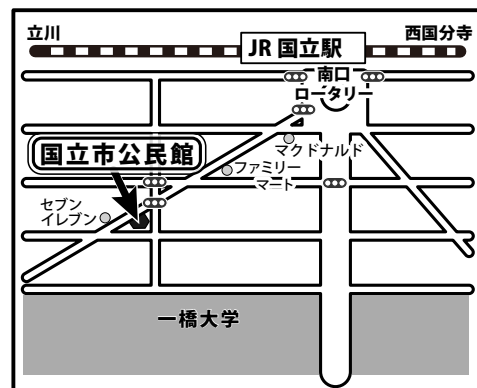 立川
西国分寺
JR 国立駅
南口
ロータリー
マクドナルド
国立市公民館
ファミリー
マート
セブン
イレブン
一橋大学